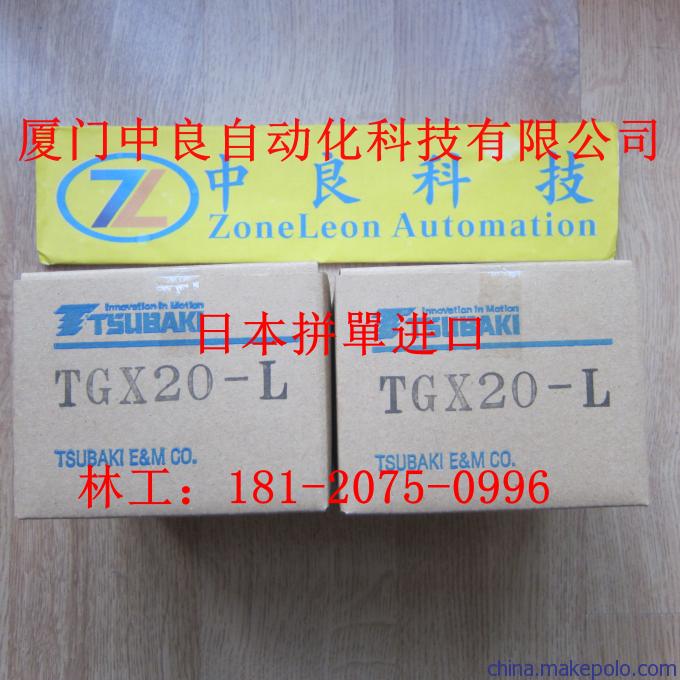 厦门中良自动化科技有限公司
ZL 中良科技
ZoneLeon Automation
Innovation in Motion
TSUBAKI
TGX20-L
TSUBAKI E&M CO.
Innovation in Motion
TSUBAKI
TGX20-L
TSUBAKI E&M CO.
日本拼單进口
林工：181-2075-0996
china.makepolo.com